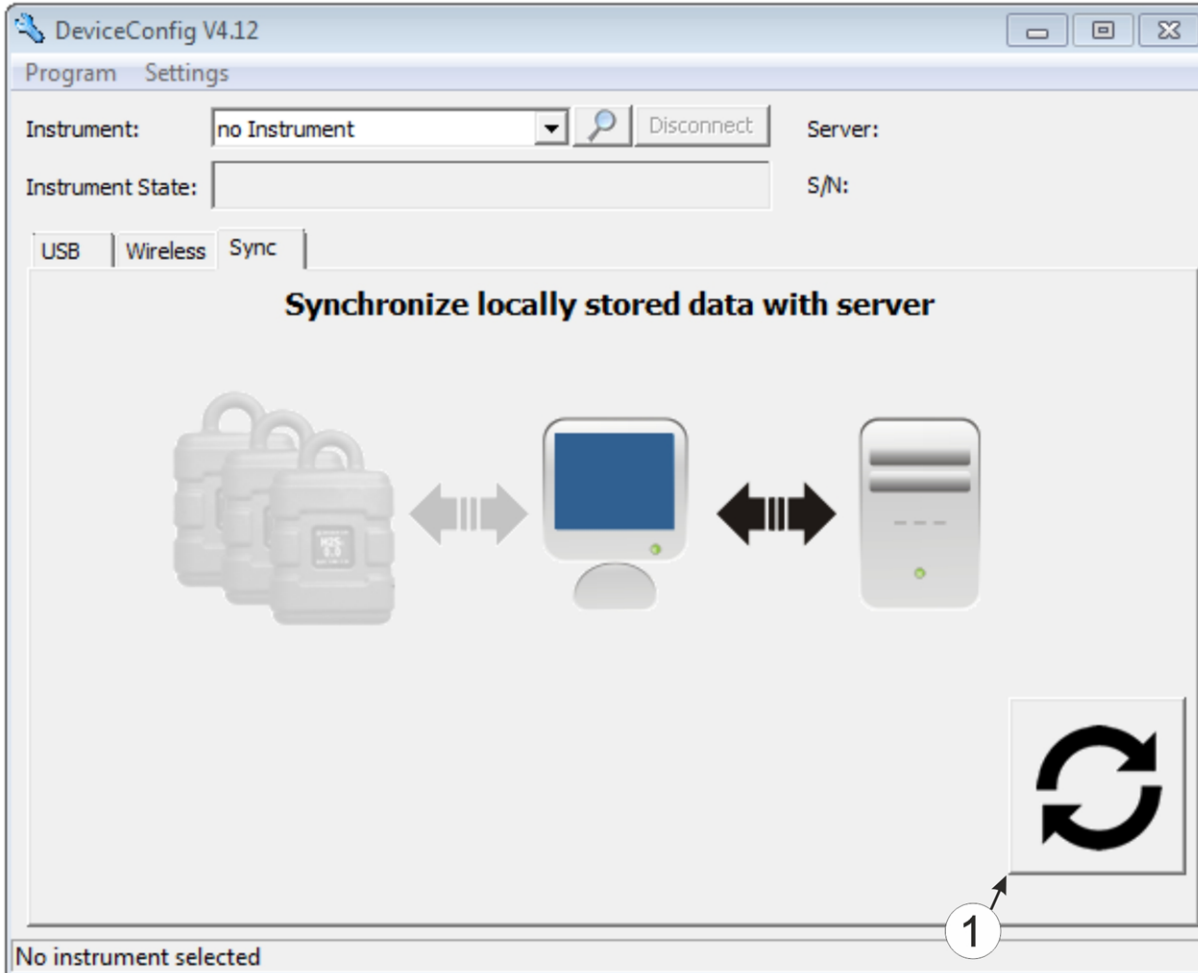 DeviceConfig V4.12
Program Settings
Instrument: no Instrument Disconnect Server:
Instrument State: S/N:
USB Wireless Sync
Synchronize locally stored data with server
1
No instrument selected